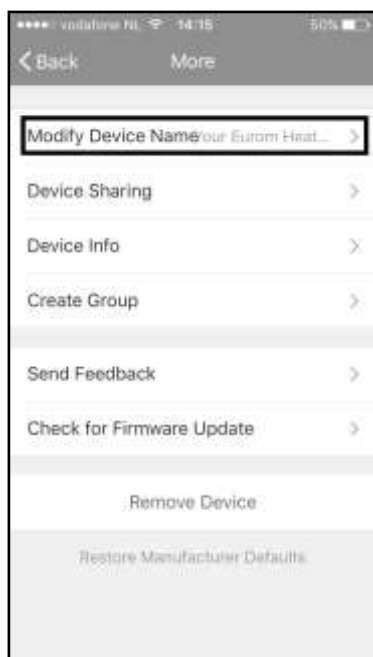 vodafone NL 14:15 50%
Back More
Modify Device Name Your Eurom Heat...
Device Sharing
Device Info
Create Group
Send Feedback
Check for Firmware Update
Remove Device
Restore Manufacturer Defaults